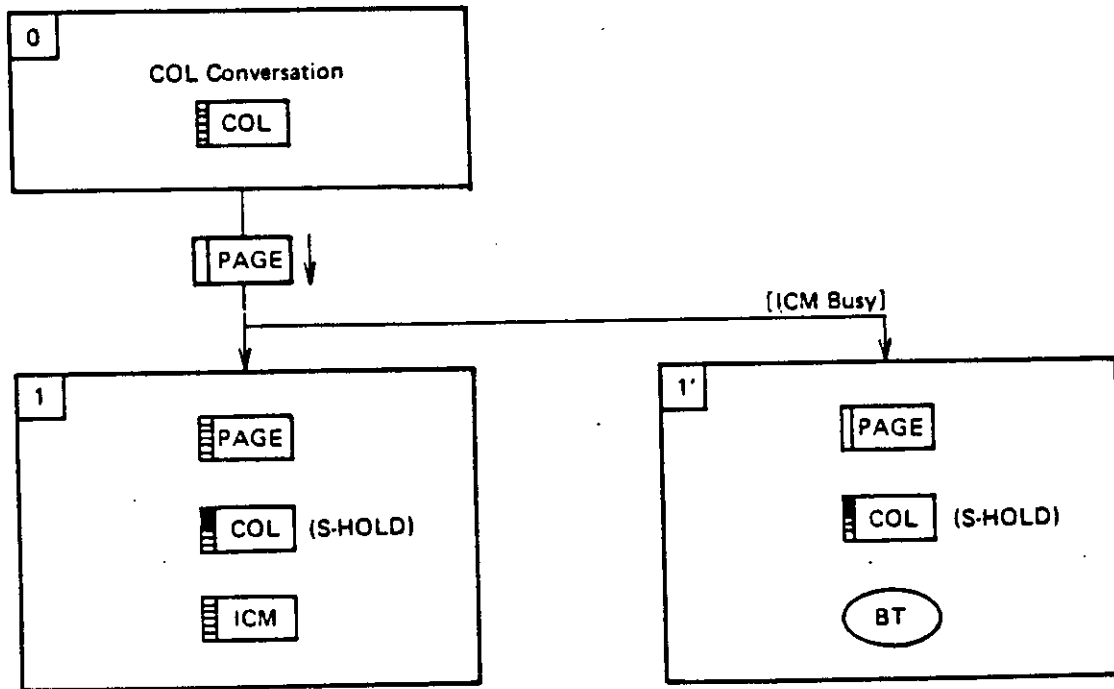 0
COL Conversation
COL
PAGE
[ICM Busy]
1
PAGE
COL (S-HOLD)
ICM
1'
PAGE
COL (S-HOLD)
BT